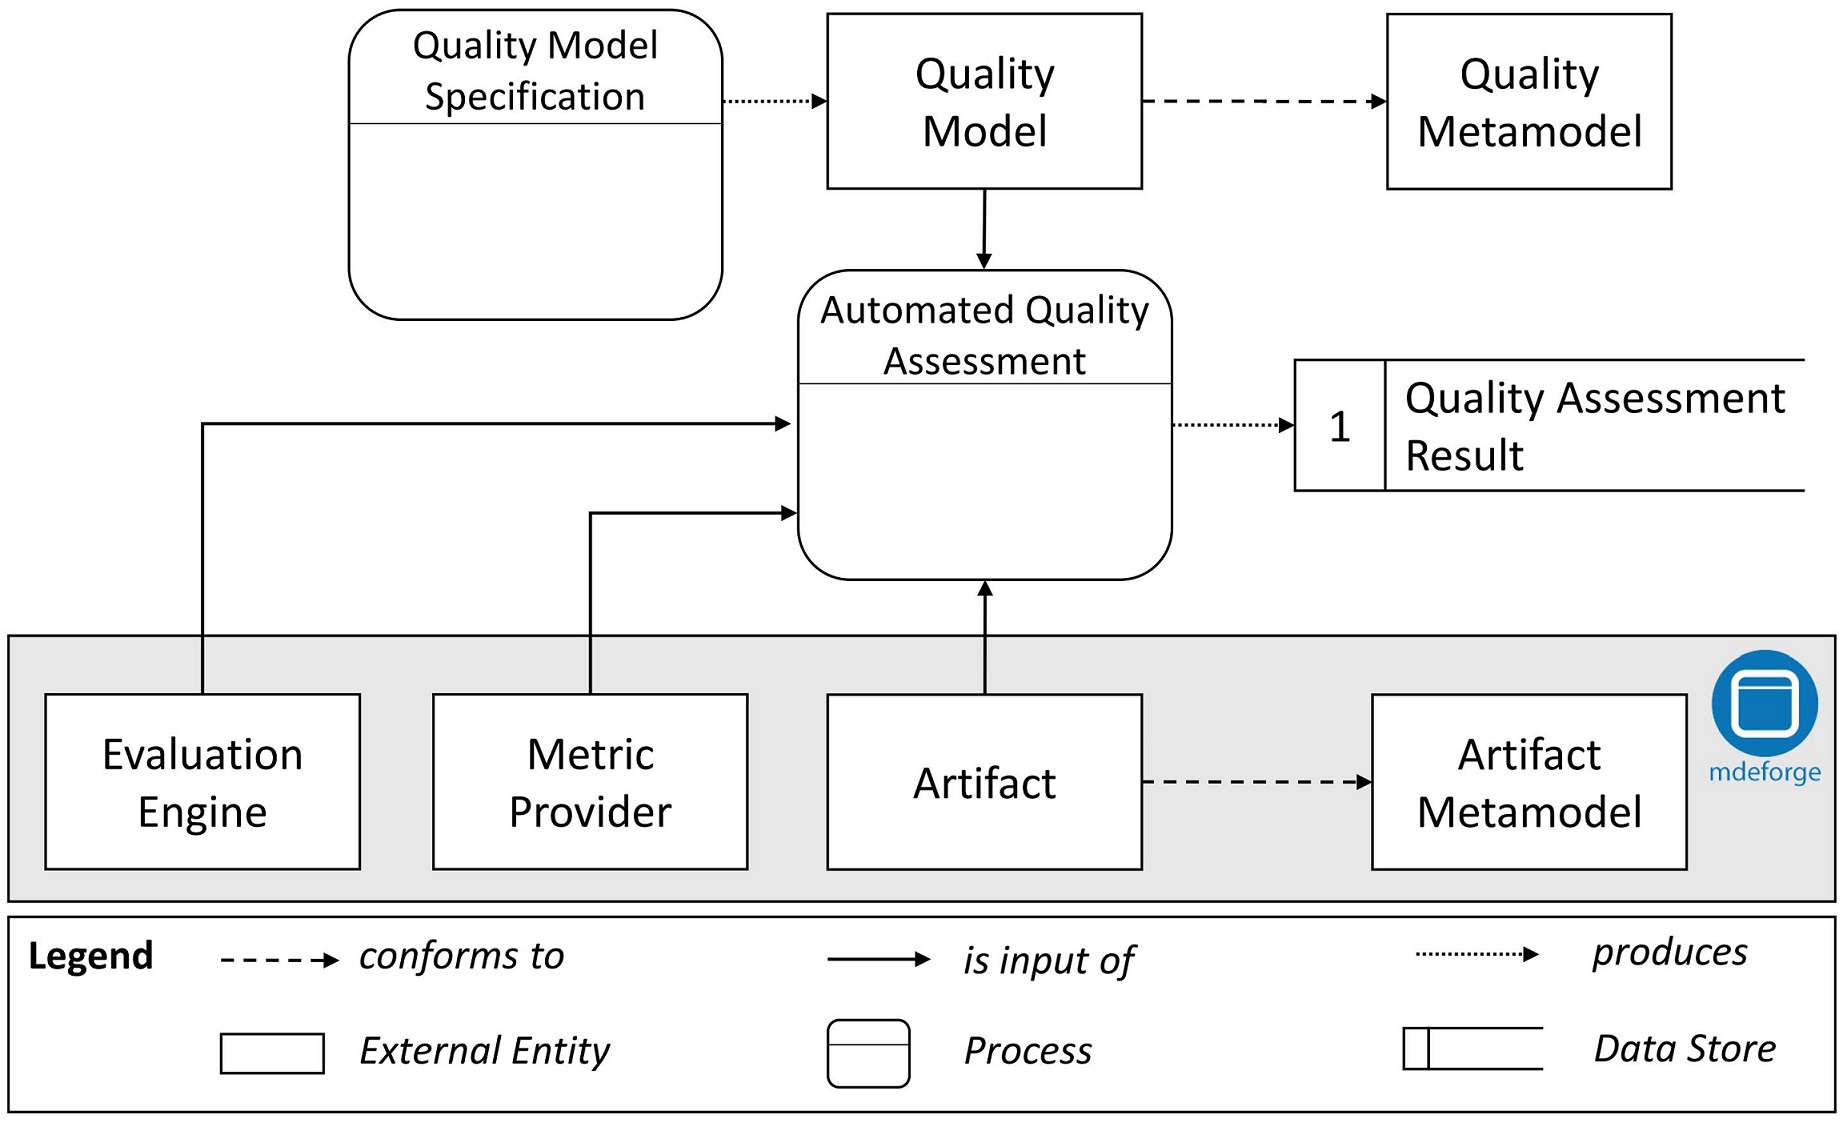 Quality Model
Specification
Quality
Model
Quality
Metamodel
Automated Quality
Assessment
1
Quality Assessment
Result
Evaluation
Engine
Metric
Provider
Artifact
Artifact
Metamodel
mdeforge
Legend
conforms to
is input of
produces
External Entity
Process
Data Store